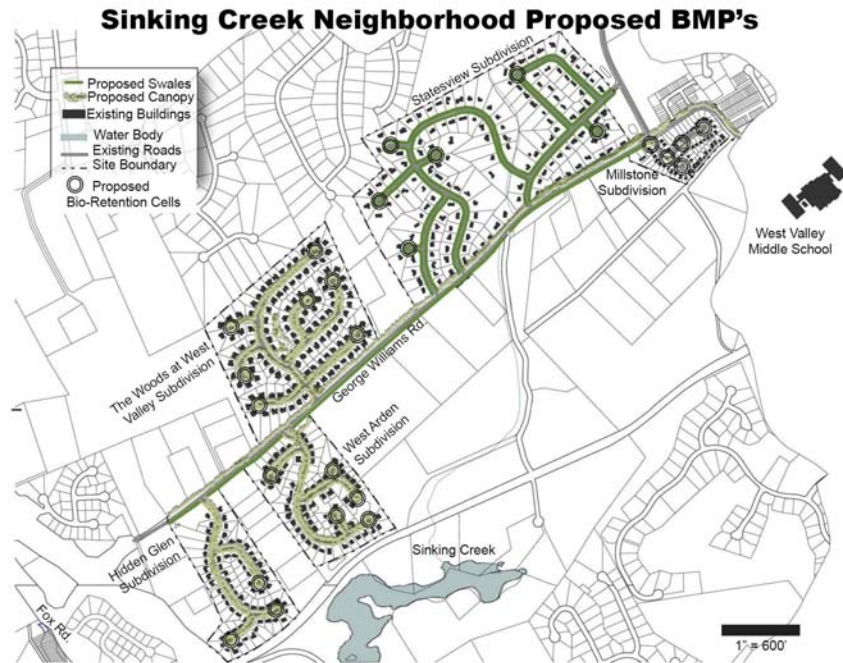 Sinking Creek Neighborhood Proposed BMP's
Proposed Swales
Proposed Canopy
Existing Buildings
Water Body
Existing Roads
Site Boundary
Proposed
Bio-Retention Cells
Statesview Subdivision
Millstone
Subdivision
West Valley
Middle School
The Woods at West
Valley Subdivision
George Williams Rd.
West Arden
Subdivision
Hidden Glen
Subdivision
Sinking Creek
Fox Rd.
1" = 600'